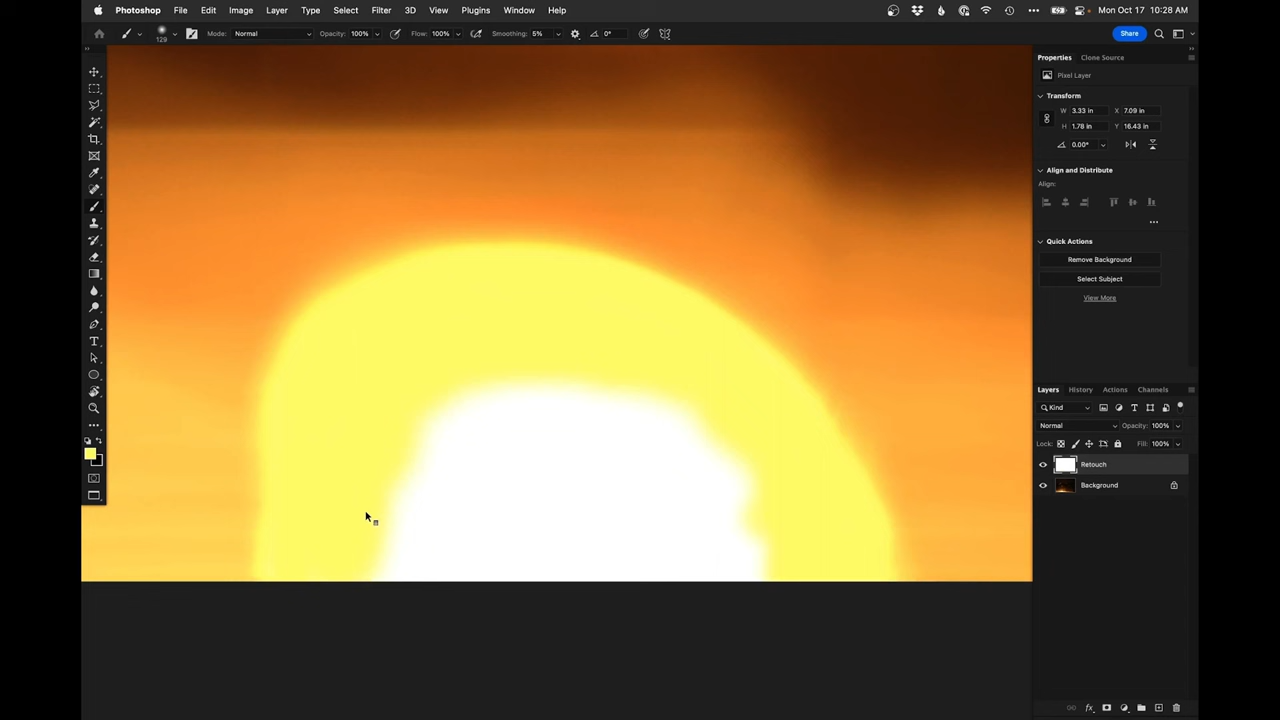 Photoshop File Edit Image Layer Type Select Filter 3D View Plugins Window Help Mon Oct 17 10:28 AM
129 Mode: Normal Opacity: 100% Flow: 100% Smoothing: 5% 0° Share
Properties Clone Source
Pixel Layer
Transform
W 3.33 in X 7.09 in
H 1.78 in Y 16.43 in
0.00°
Align and Distribute
Align:
Quick Actions
Remove Background
Select Subject
View More
Layers History Actions Channels
Kind
Normal Opacity: 100%
Lock: Fill: 100%
Retouch
Background
fx